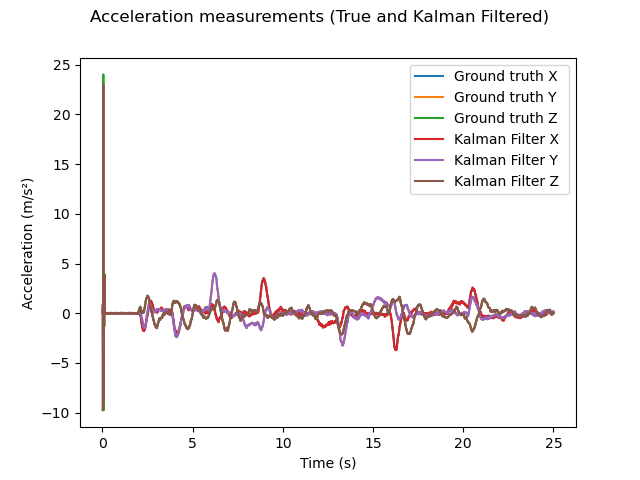 Acceleration measurements (True and Kalman Filtered)
25
20
15
10
5
0
−5
−10
Acceleration (m/s²)
Ground truth X
Ground truth Y
Ground truth Z
Kalman Filter X
Kalman Filter Y
Kalman Filter Z
0 5 10 15 20 25
Time (s)